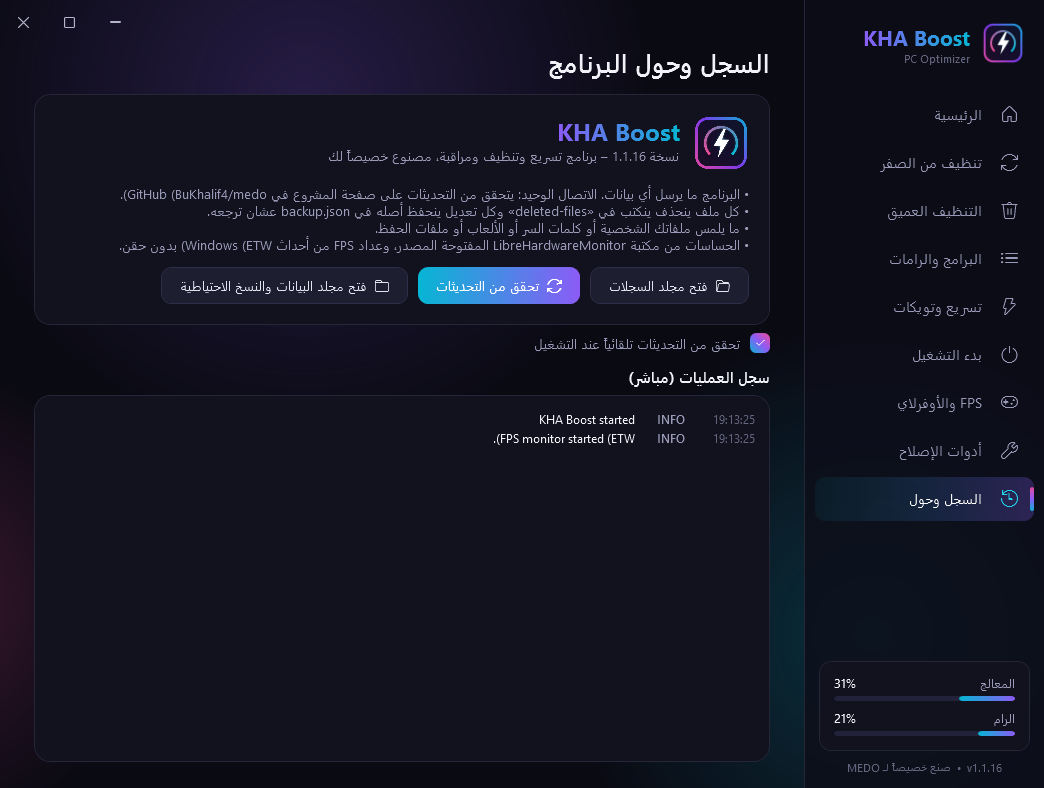 KHA Boost
PC Optimizer
الرئيسية
تنظيف من الصفر
التنظيف العميق
البرامج والرامات
تسريع وتويكات
بدء التشغيل
FPS والأوفرلاي
أدوات الإصلاح
السجل وحول
المعالج 31%
الرام 21%
v1.1.16 • صنع خصيصاً لـ MEDO
السجل وحول البرنامج
KHA Boost
نسخة 1.1.16 – برنامج تسريع وتنظيف ومراقبة، مصنوع خصيصاً لك
• البرنامج ما يرسل أي بيانات. الاتصال الوحيد: يتحقق من التحديثات على صفحة المشروع في GitHub (BuKhalif4/medo).
• كل ملف ينحذف ينكتب في «deleted-files» وكل تعديل ينحفظ أصله في backup.json عشان ترجعه.
• ما يلمس ملفاتك الشخصية أو كلمات السر أو الألعاب أو ملفات الحفظ.
• الحساسات من مكتبة LibreHardwareMonitor المفتوحة المصدر، وعداد FPS من أحداث Windows (ETW) بدون حقن.
فتح مجلد السجلات
تحقق من التحديثات
فتح مجلد البيانات والنسخ الاحتياطية
تحقق من التحديثات تلقائياً عند التشغيل
سجل العمليات (مباشر)
19:13:25 INFO KHA Boost started
19:13:25 INFO FPS monitor started (ETW).